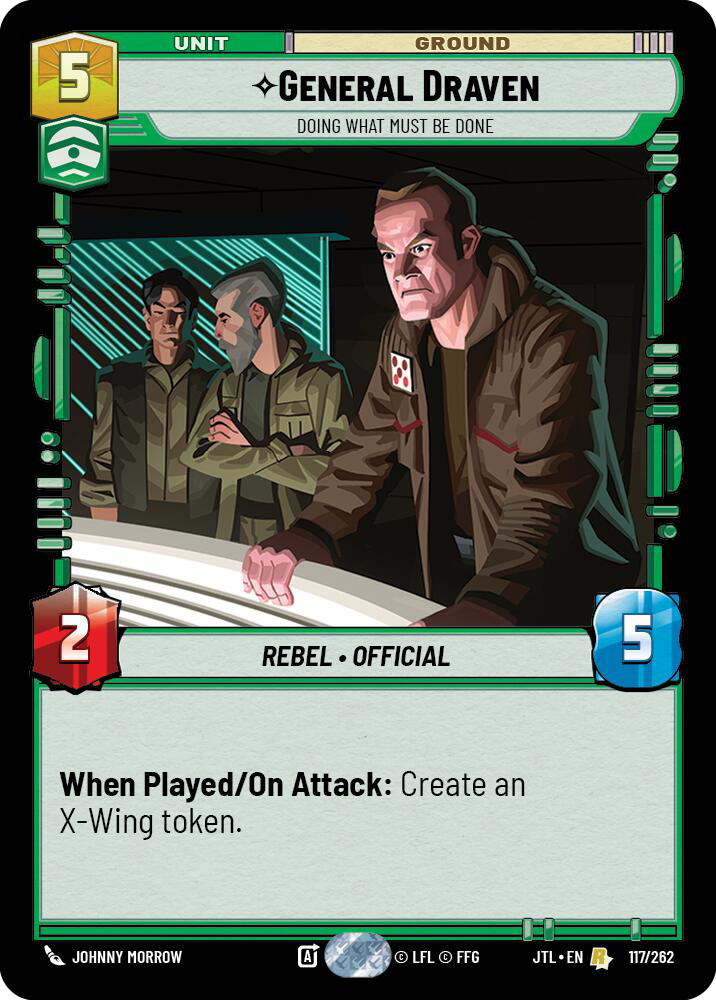 UNIT
GROUND
5
GENERAL DRAVEN
DOING WHAT MUST BE DONE
2
REBEL • OFFICIAL
5
When Played/On Attack: Create an
X-Wing token.
JOHNNY MORROW
A
© LFL © FFG
JTL • EN
R
117/262